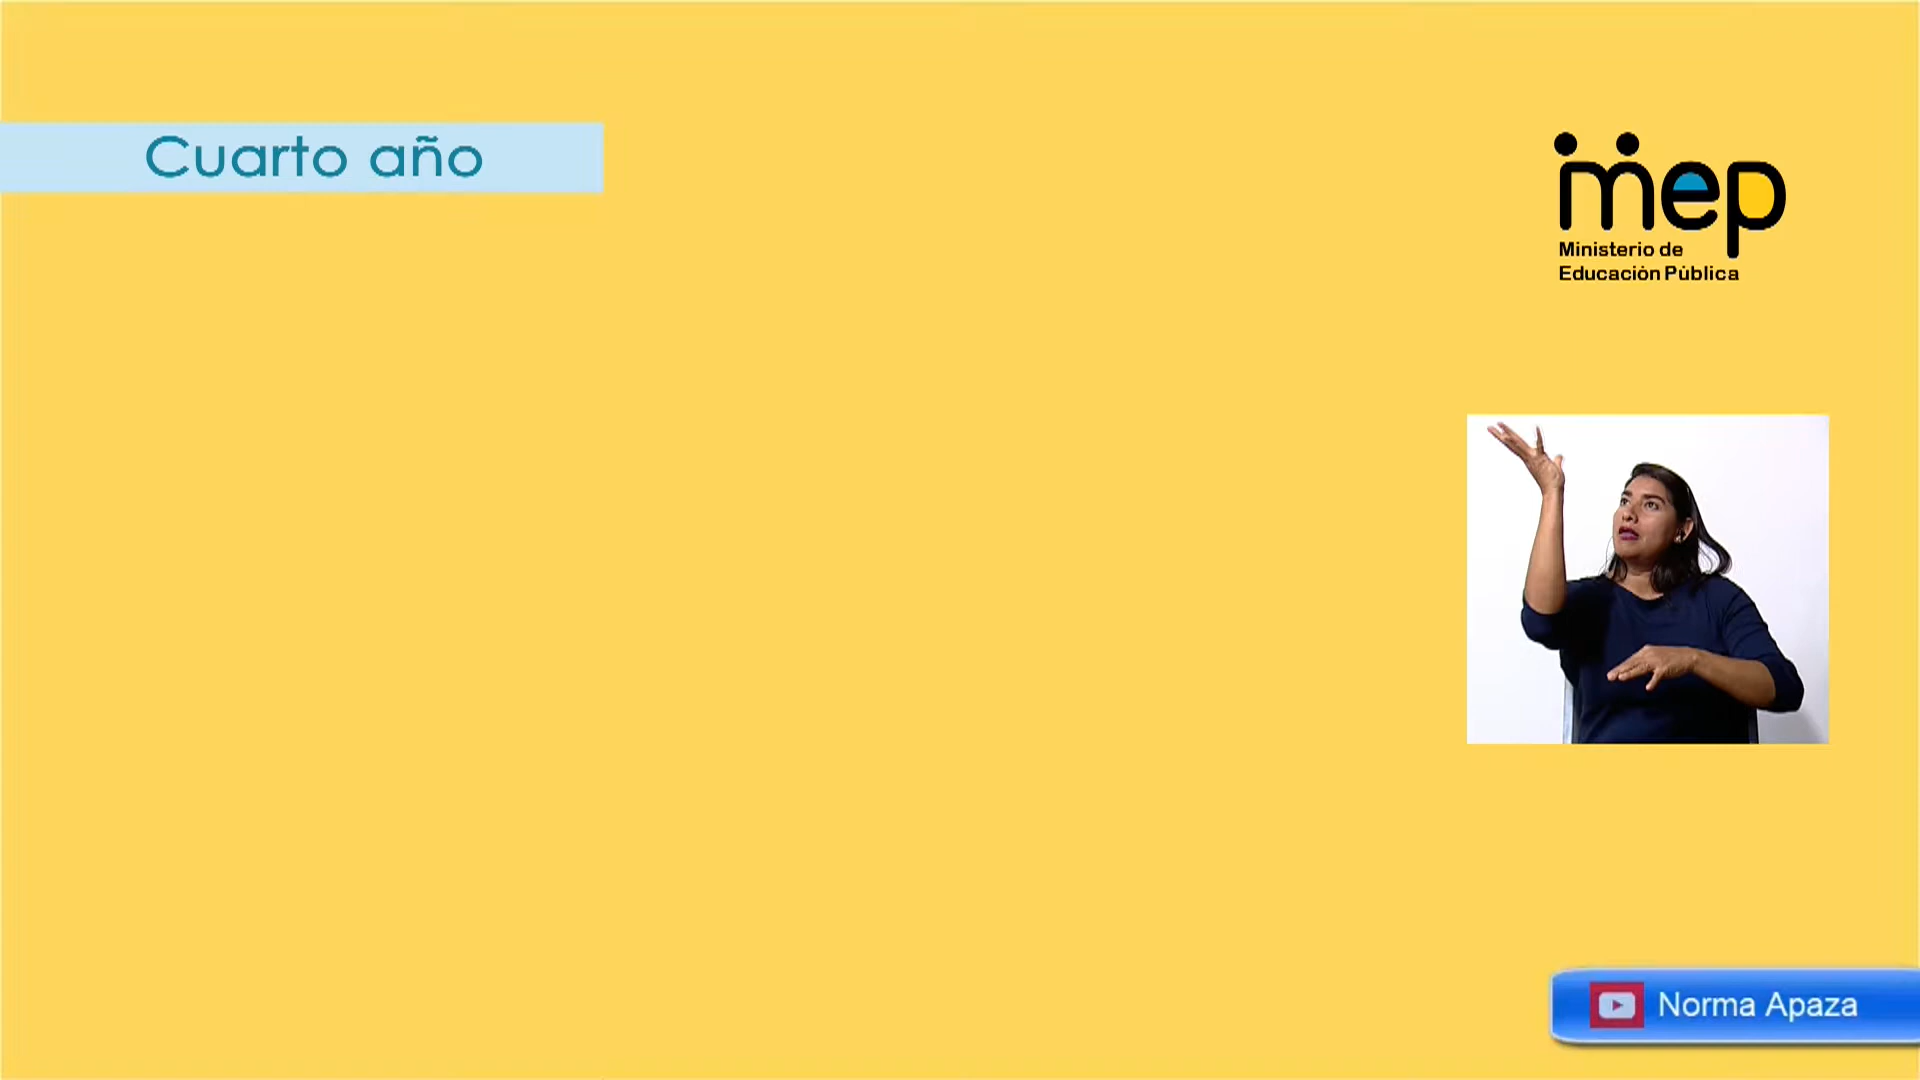 Cuarto año
mep
Ministerio de
Educación Pública
Norma Apaza